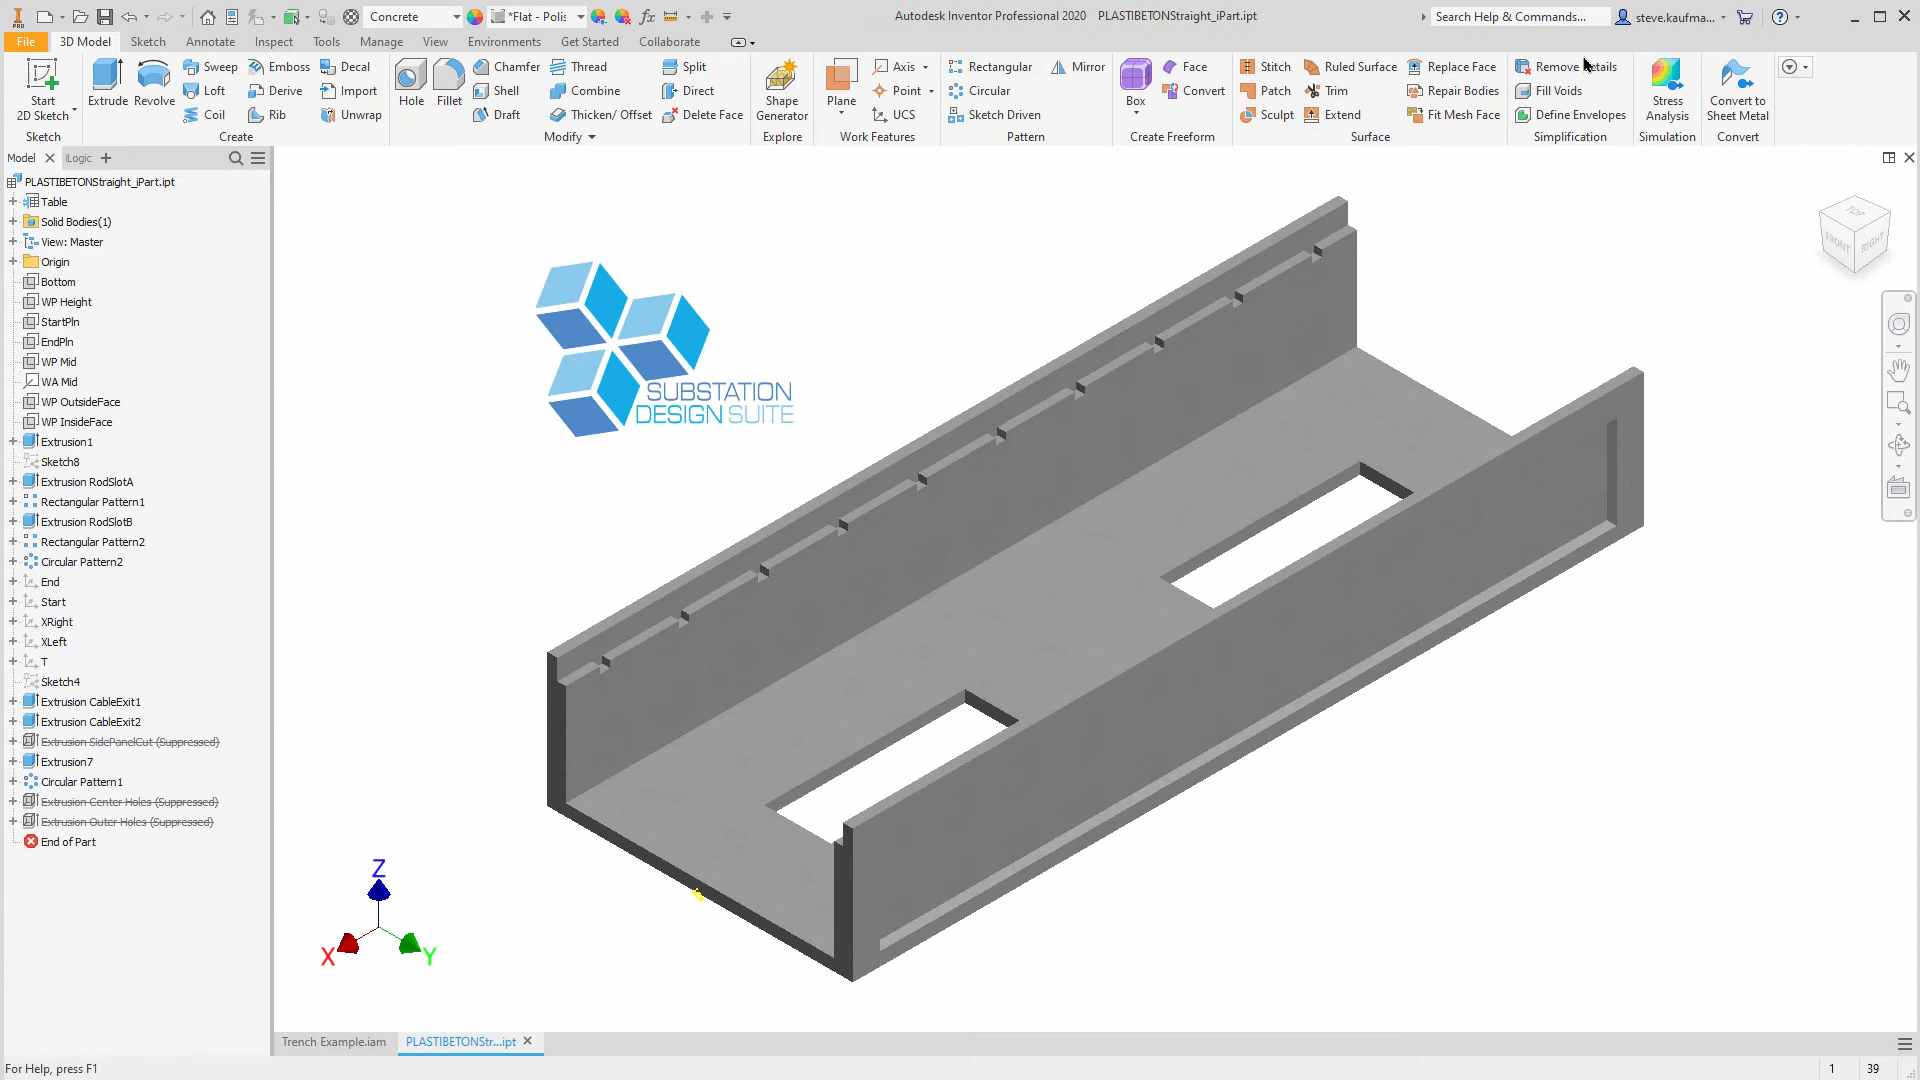 Concrete
*Flat - Polis
Autodesk Inventor Professional 2020 PLASTIBETONStraight_iPart.ipt
Search Help & Commands...
steve.kaufma...
File
3D Model
Sketch
Annotate
Inspect
Tools
Manage
View
Environments
Get Started
Collaborate
Start
2D Sketch
Sketch
Extrude
Revolve
Sweep
Loft
Coil
Emboss
Derive
Rib
Decal
Import
Unwrap
Create
Hole
Fillet
Chamfer
Shell
Draft
Thread
Combine
Thicken/ Offset
Split
Direct
Delete Face
Modify
Shape
Generator
Explore
Plane
Axis
Point
UCS
Work Features
Rectangular
Circular
Sketch Driven
Mirror
Pattern
Box
Face
Convert
Create Freeform
Stitch
Patch
Sculpt
Ruled Surface
Trim
Extend
Replace Face
Repair Bodies
Fit Mesh Face
Surface
Remove Details
Fill Voids
Define Envelopes
Simplification
Stress
Analysis
Simulation
Convert to
Sheet Metal
Convert
Model
iLogic
PLASTIBETONStraight_iPart.ipt
Table
Solid Bodies(1)
View: Master
Origin
Bottom
WP Height
StartPln
EndPln
WP Mid
WA Mid
WP OutsideFace
WP InsideFace
Extrusion1
Sketch8
Extrusion RodSlotA
Rectangular Pattern1
Extrusion RodSlotB
Rectangular Pattern2
Circular Pattern2
End
Start
XRight
XLeft
T
Sketch4
Extrusion CableExit1
Extrusion CableExit2
Extrusion SidePanelCut (Suppressed)
Extrusion7
Circular Pattern1
Extrusion Center Holes (Suppressed)
Extrusion Outer Holes (Suppressed)
End of Part
SUBSTATION
DESIGN SUITE
TOP
FRONT
RIGHT
Z
X
Y
Trench Example.iam
PLASTIBETONStr...ipt
For Help, press F1
1
39